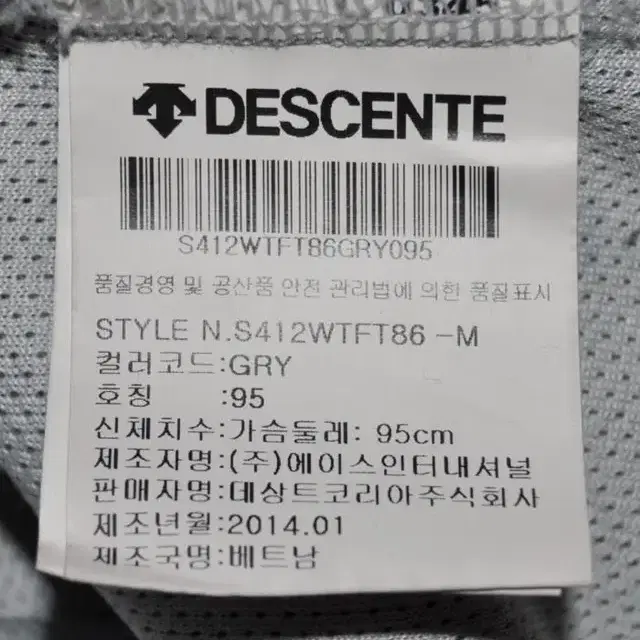 DESCENTE
S412WTFT86GRY095
품질경영 및 공산품 안전 관리법에 의한 품질표시
STYLE N.S412WTFT86 -M
컬러코드:GRY
호칭 :95
신체치수:가슴둘레: 95cm
제조자명:(주)에이스인터내셔널
판매자명:데상트코리아주식회사
제조년월:2014.01
제조국명:베트남